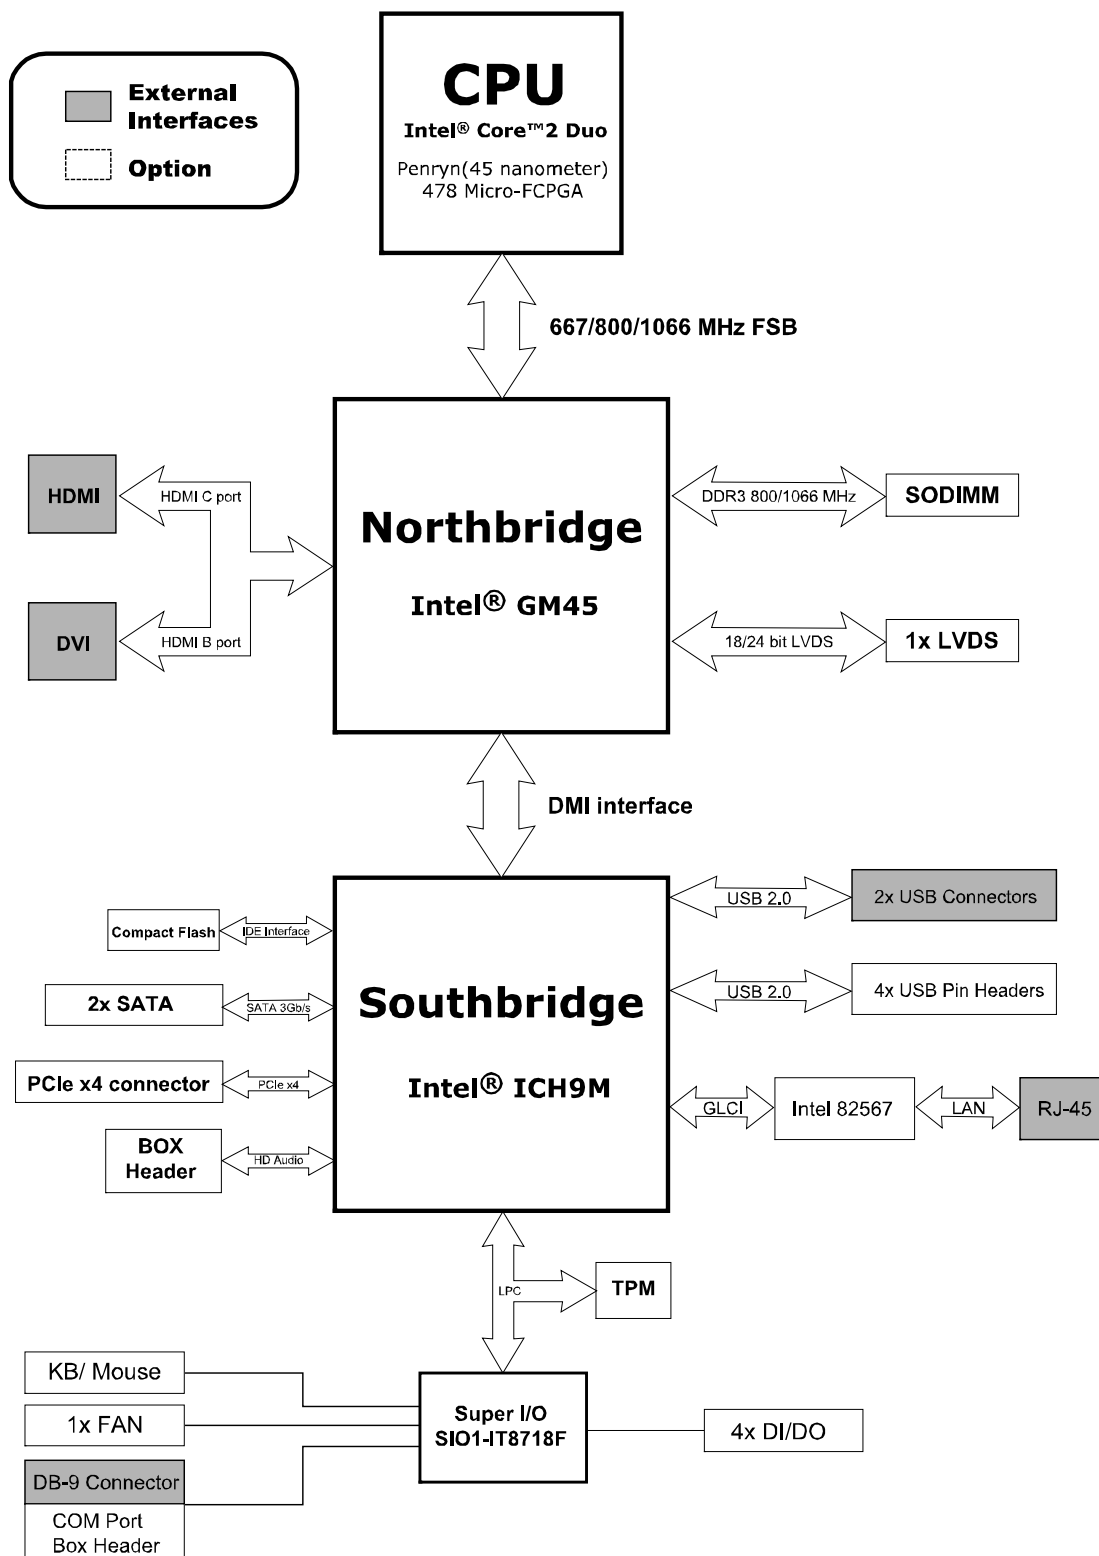 External
Interfaces
Option
CPU
Intel® Core™2 Duo
Penryn(45 nanometer)
478 Micro-FCPGA
667/800/1066 MHz FSB
HDMI
HDMI C port
DVI
HDMI B port
Northbridge
Intel® GM45
DDR3 800/1066 MHz
SODIMM
18/24 bit LVDS
1x LVDS
DMI interface
Compact Flash
IDE Interface
2x SATA
SATA 3Gb/s
PCIe x4 connector
PCIe x4
BOX
Header
HD Audio
Southbridge
Intel® ICH9M
USB 2.0
2x USB Connectors
USB 2.0
4x USB Pin Headers
GLCI
Intel 82567
LAN
RJ-45
LPC
TPM
KB/ Mouse
1x FAN
DB-9 Connector
COM Port
Box Header
Super I/O
SIO1-IT8718F
4x DI/DO